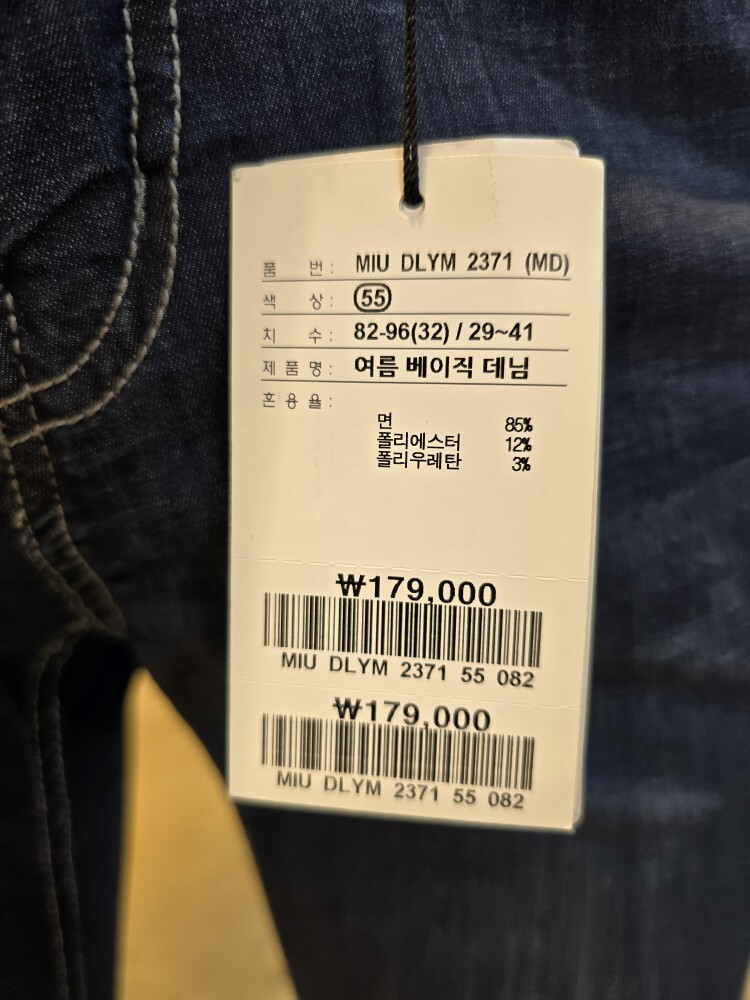 품 번 : MIU DLYM 2371 (MD)
색 상 : 55
치 수 : 82-96(32) / 29~41
제 품 명 : 여름 베이직 데님
혼 용 율 :
면 85%
폴리에스터 12%
폴리우레탄 3%
₩179,000
MIU DLYM 2371 55 082
₩179,000
MIU DLYM 2371 55 082